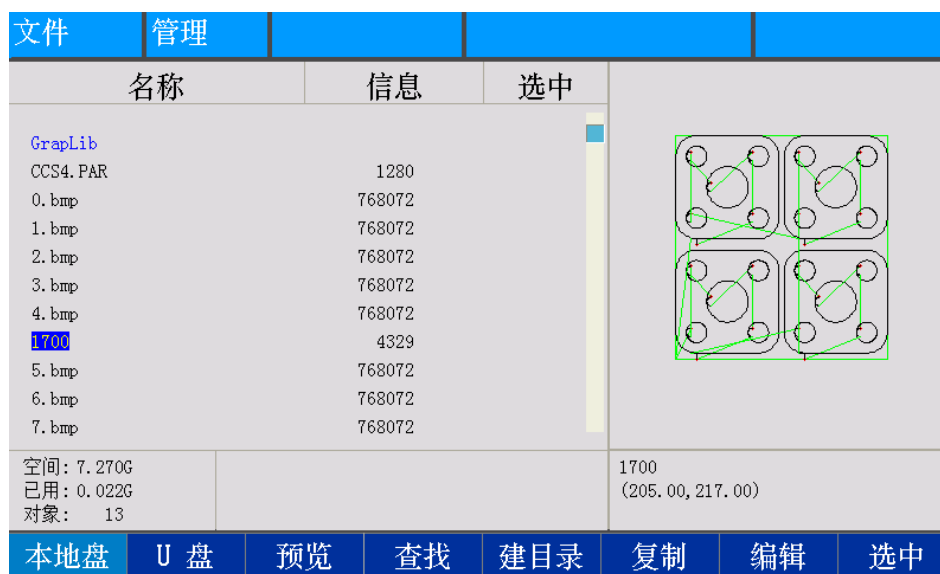 文件 管理
名称 信息 选中
GrapLib
CCS4.PAR 1280
0.bmp 768072
1.bmp 768072
2.bmp 768072
3.bmp 768072
4.bmp 768072
1700 4329
5.bmp 768072
6.bmp 768072
7.bmp 768072
空间: 7.270G
已用: 0.022G
对象: 13
1700
(205.00, 217.00)
本地盘 U 盘 预览 查找 建目录 复制 编辑 选中